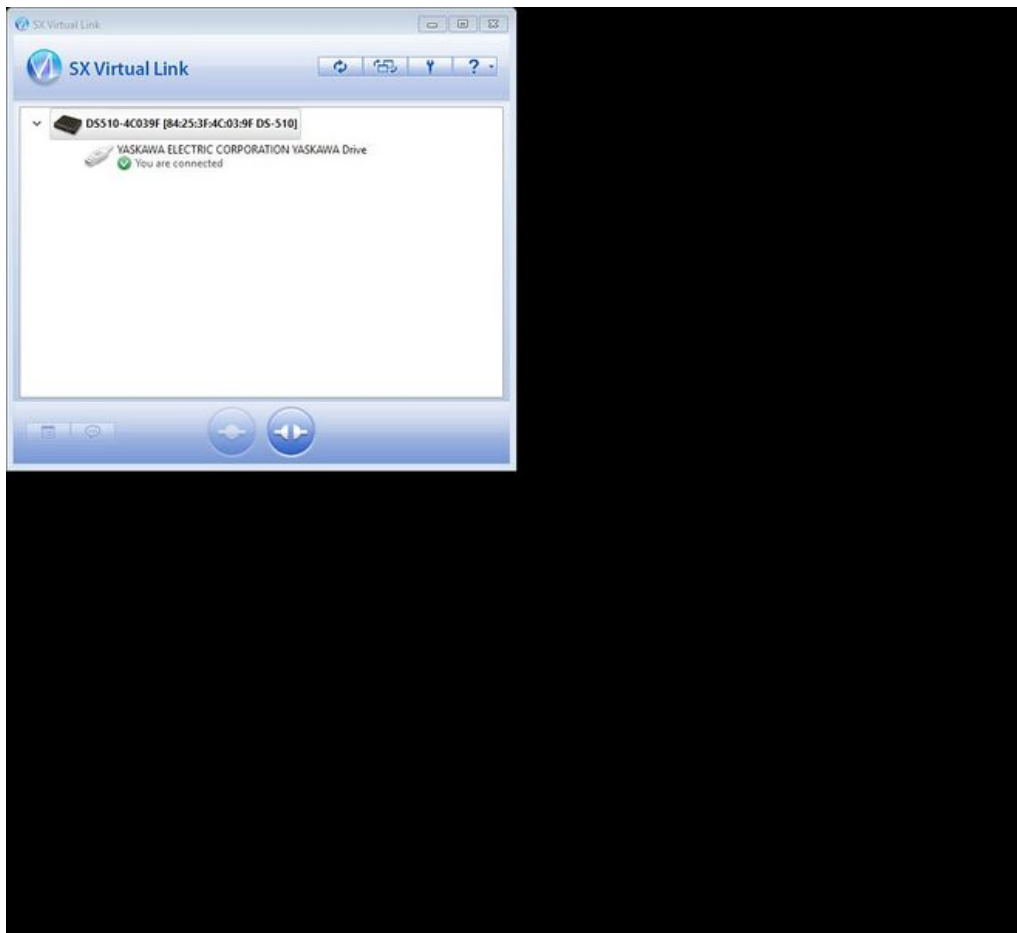 SX Virtual Link
SX Virtual Link
?
DS510-4C039F [84:25:3F:4C:03:9F DS-510]
YASKAWA ELECTRIC CORPORATION YASKAWA Drive
You are connected